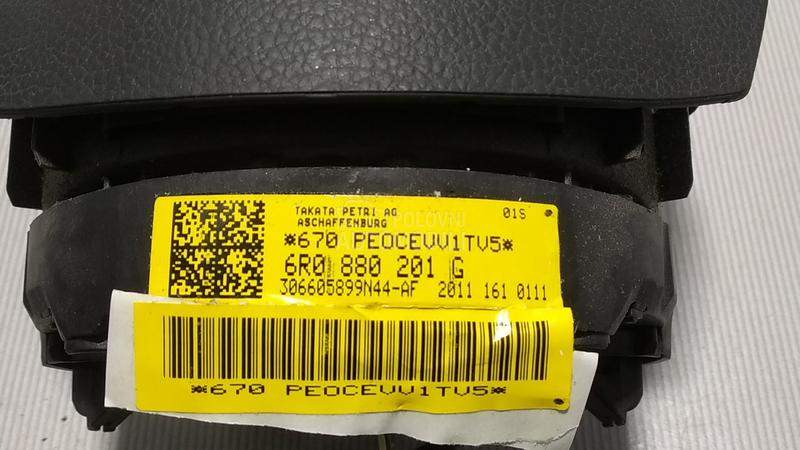 TAKATA PETRI AG
01S
ASCHAFFENBURG
*670 PEOCEVV1TV5*
6R0 880 201 G
306605899N44-AF 2011 161 0111
*670 PEOCEVV1TV5*